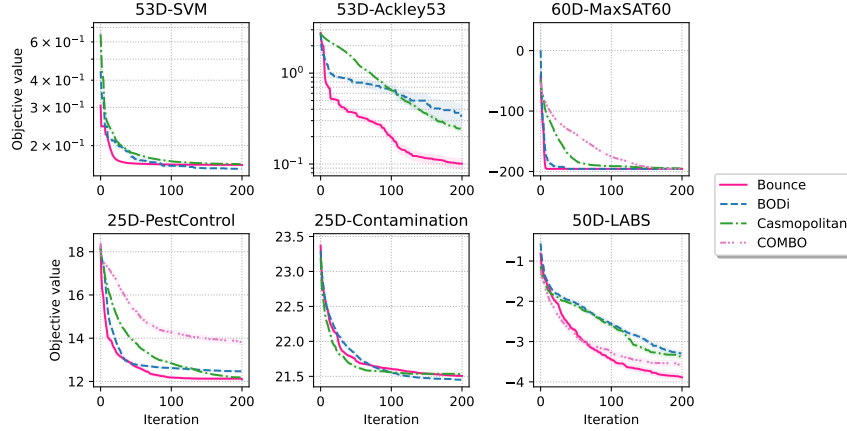 53D-SVM
53D-Ackley53
60D-MaxSAT60
Objective value
6 × 10⁻¹
4 × 10⁻¹
3 × 10⁻¹
2 × 10⁻¹
0 100 200
10⁰
10⁻¹
0 100 200
0
−100
−200
0 100 200
Bounce
BODi
Casmopolitan
COMBO
25D-PestControl
25D-Contamination
50D-LABS
Objective value
18
16
14
12
0 100 200
Iteration
23.5
23.0
22.5
22.0
21.5
0 100 200
Iteration
−1
−2
−3
−4
0 100 200
Iteration